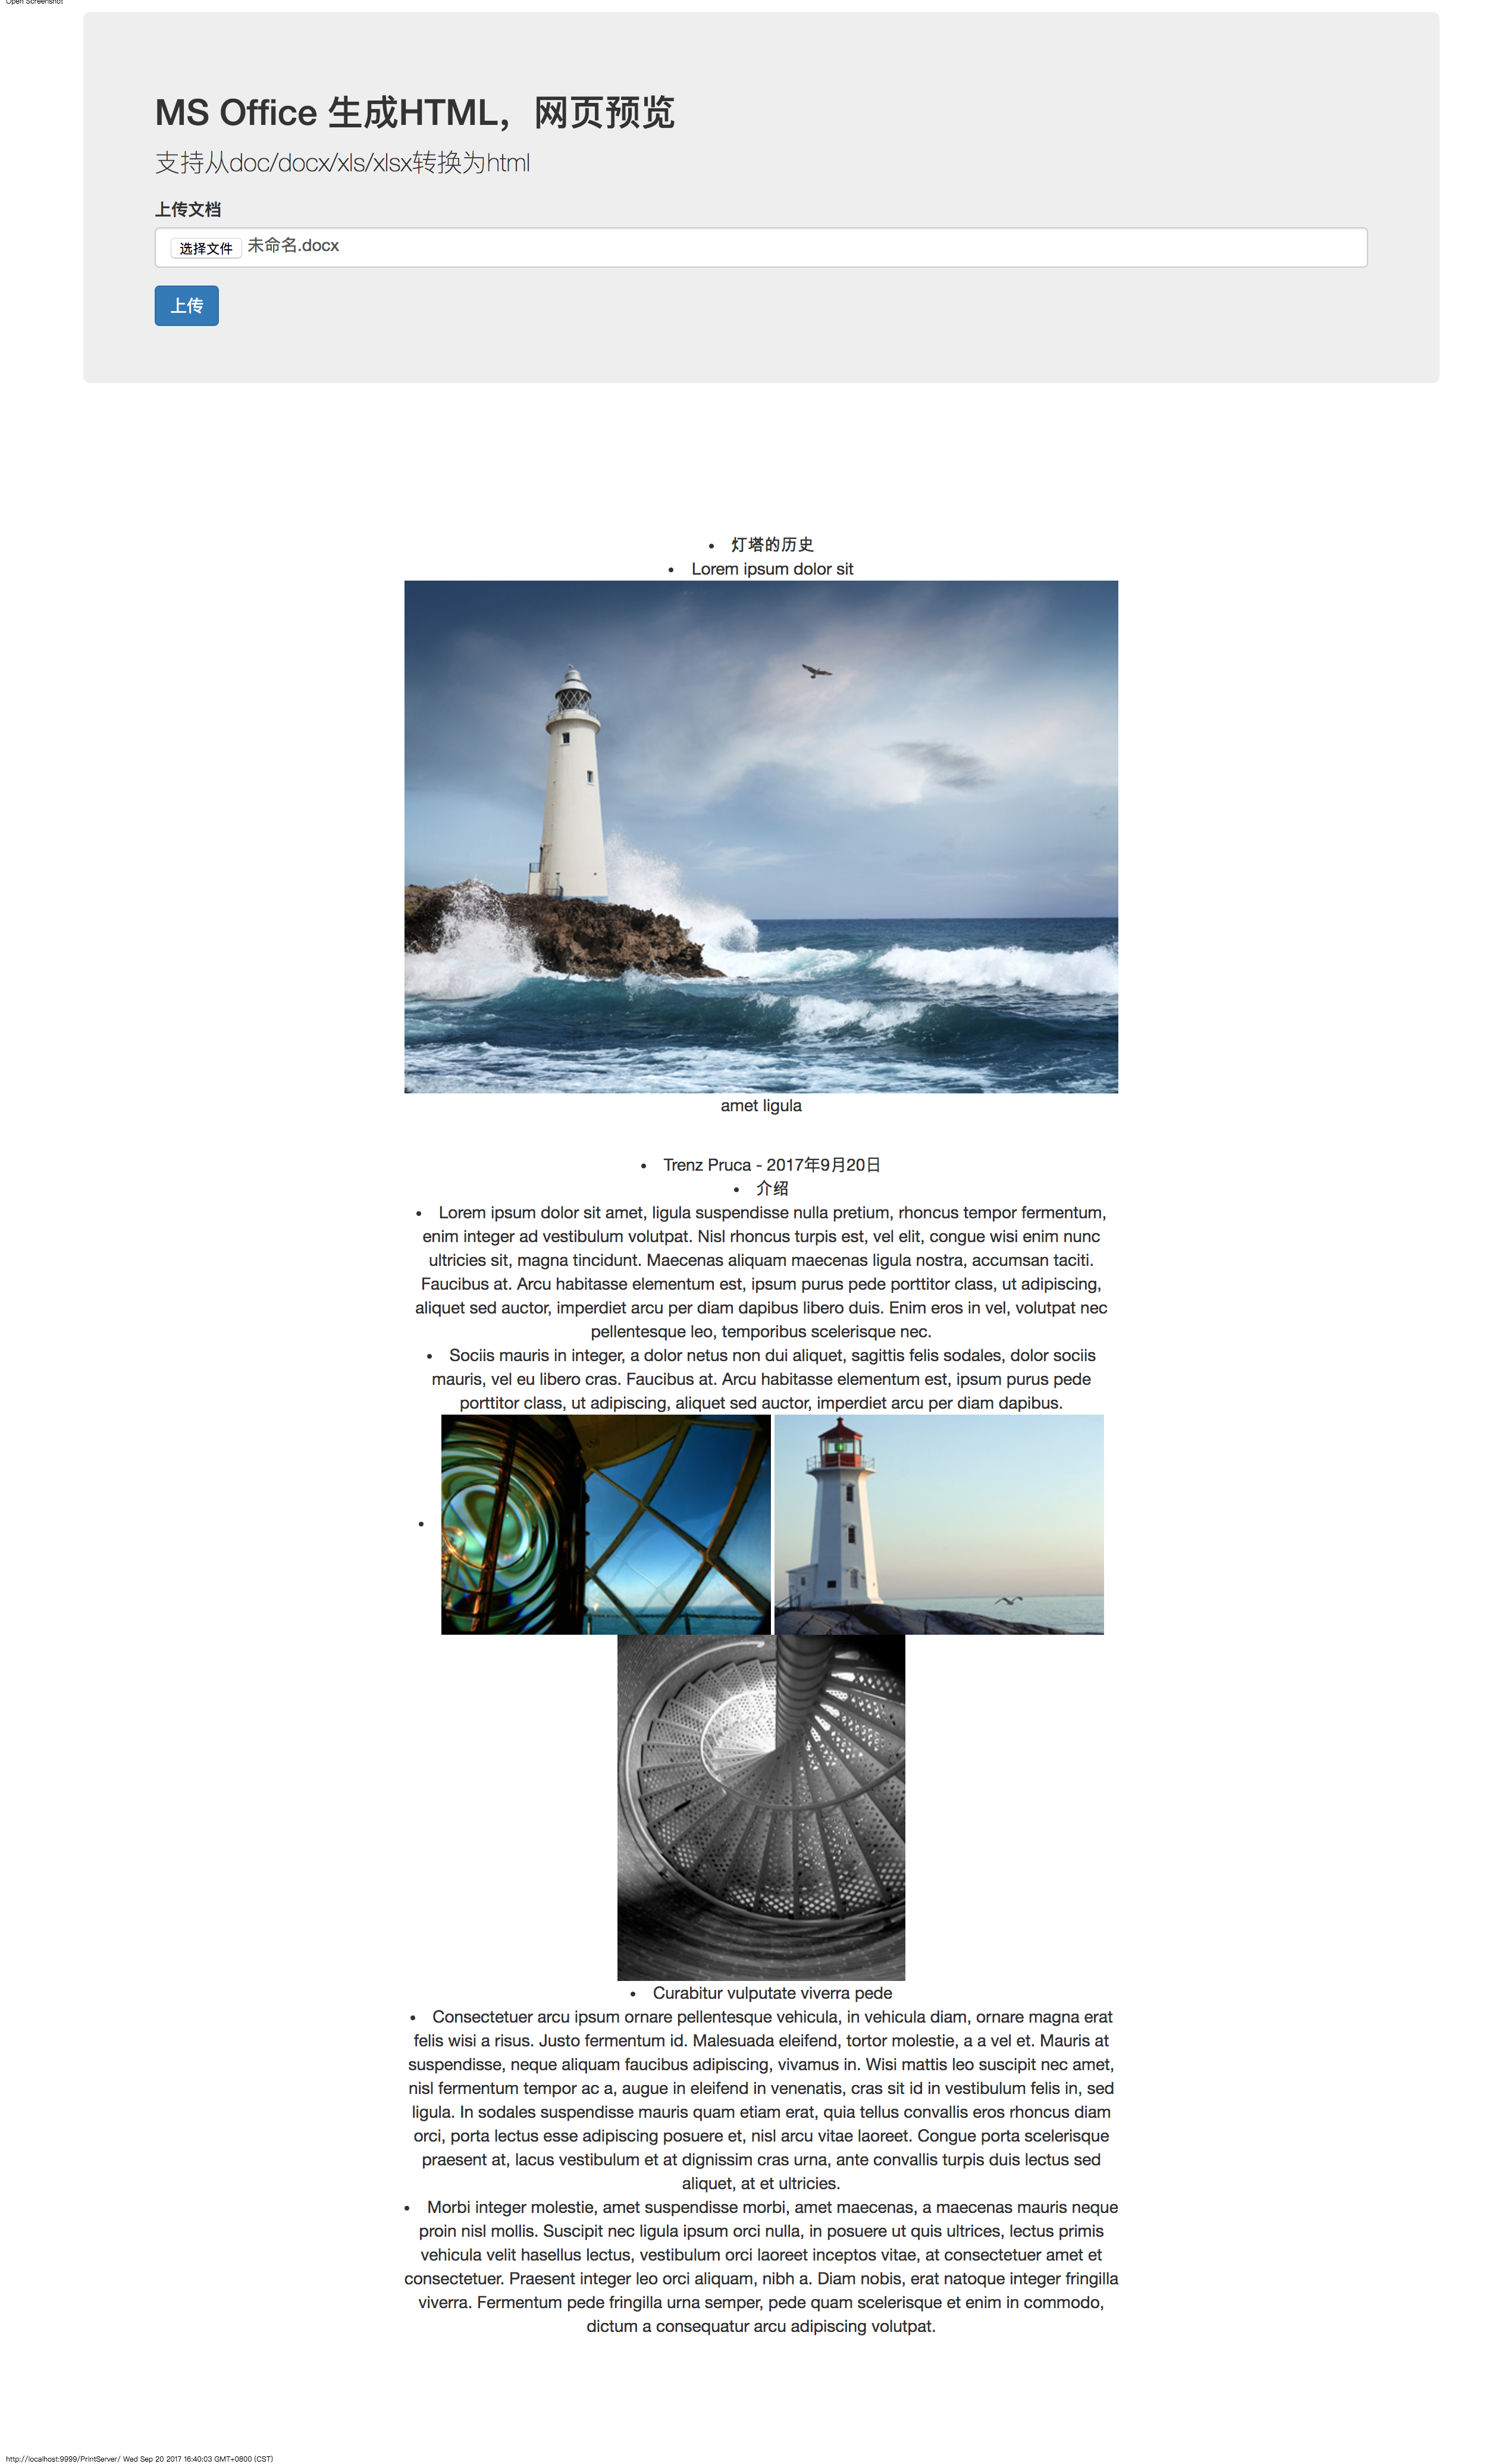 Open Screenshot
MS Office 生成HTML，网页预览
支持从doc/docx/xls/xlsx转换为html
上传文档
选择文件 未命名.docx
上传
• 灯塔的历史
• Lorem ipsum dolor sit
amet ligula
• Trenz Pruca - 2017年9月20日
• 介绍
• Lorem ipsum dolor sit amet, ligula suspendisse nulla pretium, rhoncus tempor fermentum,
enim integer ad vestibulum volutpat. Nisl rhoncus turpis est, vel elit, congue wisi enim nunc
ultricies sit, magna tincidunt. Maecenas aliquam maecenas ligula nostra, accumsan taciti.
Faucibus at. Arcu habitasse elementum est, ipsum purus pede porttitor class, ut adipiscing,
aliquet sed auctor, imperdiet arcu per diam dapibus libero duis. Enim eros in vel, volutpat nec
pellentesque leo, temporibus scelerisque nec.
• Sociis mauris in integer, a dolor netus non dui aliquet, sagittis felis sodales, dolor sociis
mauris, vel eu libero cras. Faucibus at. Arcu habitasse elementum est, ipsum purus pede
porttitor class, ut adipiscing, aliquet sed auctor, imperdiet arcu per diam dapibus.
•
• Curabitur vulputate viverra pede
• Consectetuer arcu ipsum ornare pellentesque vehicula, in vehicula diam, ornare magna erat
felis wisi a risus. Justo fermentum id. Malesuada eleifend, tortor molestie, a a vel et. Mauris at
suspendisse, neque aliquam faucibus adipiscing, vivamus in. Wisi mattis leo suscipit nec amet,
nisl fermentum tempor ac a, augue in eleifend in venenatis, cras sit id in vestibulum felis in, sed
ligula. In sodales suspendisse mauris quam etiam erat, quia tellus convallis eros rhoncus diam
orci, porta lectus esse adipiscing posuere et, nisl arcu vitae laoreet. Congue porta scelerisque
praesent at, lacus vestibulum et at dignissim cras urna, ante convallis turpis duis lectus sed
aliquet, at et ultricies.
• Morbi integer molestie, amet suspendisse morbi, amet maecenas, a maecenas mauris neque
proin nisl mollis. Suscipit nec ligula ipsum orci nulla, in posuere ut quis ultrices, lectus primis
vehicula velit hasellus lectus, vestibulum orci laoreet inceptos vitae, at consectetuer amet et
consectetuer. Praesent integer leo orci aliquam, nibh a. Diam nobis, erat natoque integer fringilla
viverra. Fermentum pede fringilla urna semper, pede quam scelerisque et enim in commodo,
dictum a consequatur arcu adipiscing volutpat.
http://localhost:9999/PrintServer/ Wed Sep 20 2017 16:40:03 GMT+0800 (CST)